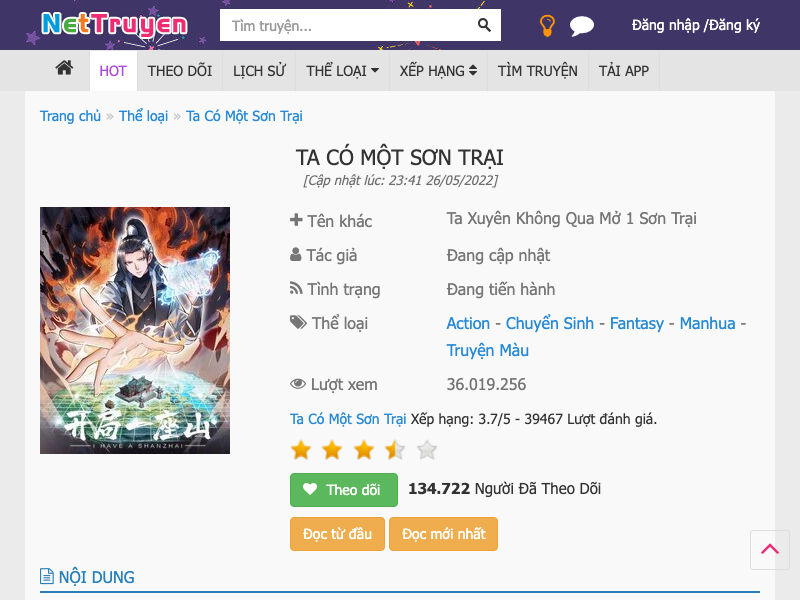 NetTruyen
Tìm truyện...
Đăng nhập /Đăng ký
HOT THEO DÕI LỊCH SỬ THỂ LOẠI XẾP HẠNG TÌM TRUYỆN TẢI APP
Trang chủ » Thể loại » Ta Có Một Sơn Trại
TA CÓ MỘT SƠN TRẠI
[Cập nhật lúc: 23:41 26/05/2022]
开局一座山
I HAVE A SHANZHAI
Tên khác Ta Xuyên Không Qua Mở 1 Sơn Trại
Tác giả Đang cập nhật
Tình trạng Đang tiến hành
Thể loại Action - Chuyển Sinh - Fantasy - Manhua -
Truyện Màu
Lượt xem 36.019.256
Ta Có Một Sơn Trại Xếp hạng: 3.7/5 - 39467 Lượt đánh giá.
Theo dõi 134.722 Người Đã Theo Dõi
Đọc từ đầu Đọc mới nhất
NỘI DUNG